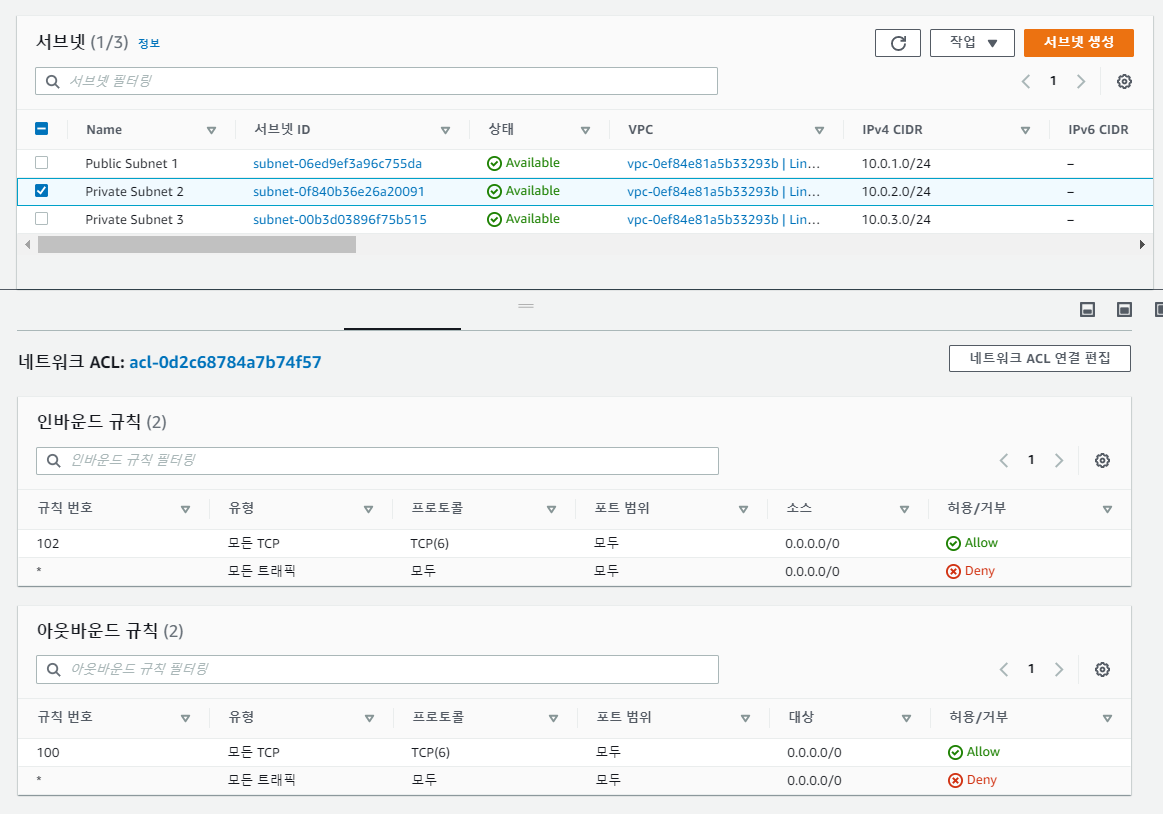 서브넷 (1/3) 정보
작업 서브넷 생성
서브넷 필터링 1
Name 서브넷 ID 상태 VPC IPv4 CIDR IPv6 CIDR
Public Subnet 1 subnet-06ed9ef3a96c755da Available vpc-0ef84e81a5b33293b | Lin... 10.0.1.0/24 –
Private Subnet 2 subnet-0f840b36e26a20091 Available vpc-0ef84e81a5b33293b | Lin... 10.0.2.0/24 –
Private Subnet 3 subnet-00b3d03896f75b515 Available vpc-0ef84e81a5b33293b | Lin... 10.0.3.0/24 –
네트워크 ACL: acl-0d2c68784a7b74f57 네트워크 ACL 연결 편집
인바운드 규칙 (2)
인바운드 규칙 필터링 1
규칙 번호 유형 프로토콜 포트 범위 소스 허용/거부
102 모든 TCP TCP(6) 모두 0.0.0.0/0 Allow
* 모든 트래픽 모두 모두 0.0.0.0/0 Deny
아웃바운드 규칙 (2)
아웃바운드 규칙 필터링 1
규칙 번호 유형 프로토콜 포트 범위 대상 허용/거부
100 모든 TCP TCP(6) 모두 0.0.0.0/0 Allow
* 모든 트래픽 모두 모두 0.0.0.0/0 Deny